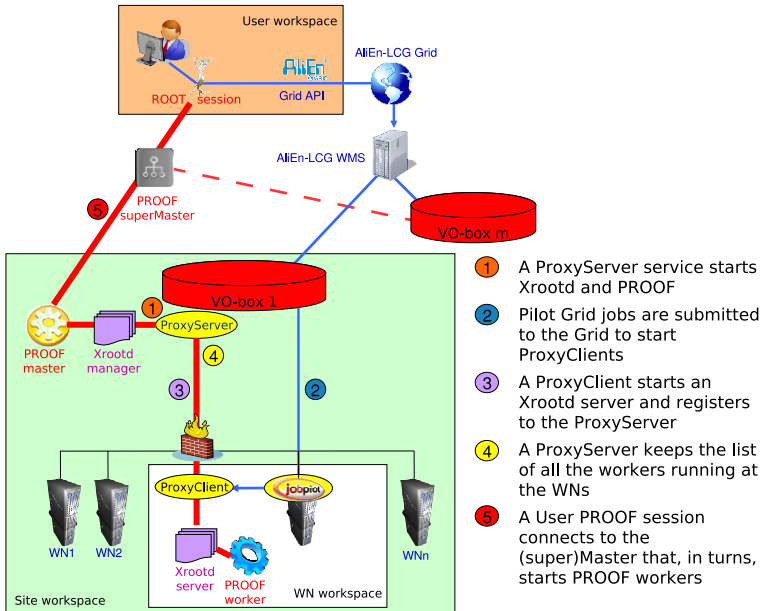 User workspace
AliEn-LCG Grid
AliEn
ROOT session
Grid API
AliEn-LCG WMS
PROOF
superMaster
5
VO-box m
VO-box 1
1
ProxyServer
PROOF
master
Xrootd
manager
4
3
2
ProxyClient
jobpilot
WN1
WN2
WNn
Xrootd
server
PROOF
worker
WN workspace
Site workspace
1 A ProxyServer service starts
Xrootd and PROOF
2 Pilot Grid jobs are submitted
to the Grid to start
ProxyClients
3 A ProxyClient starts an
Xrootd server and registers
to the ProxyServer
4 A ProxyServer keeps the list
of all the workers running at
the WNs
5 A User PROOF session
connects to the
(super)Master that, in turns,
starts PROOF workers